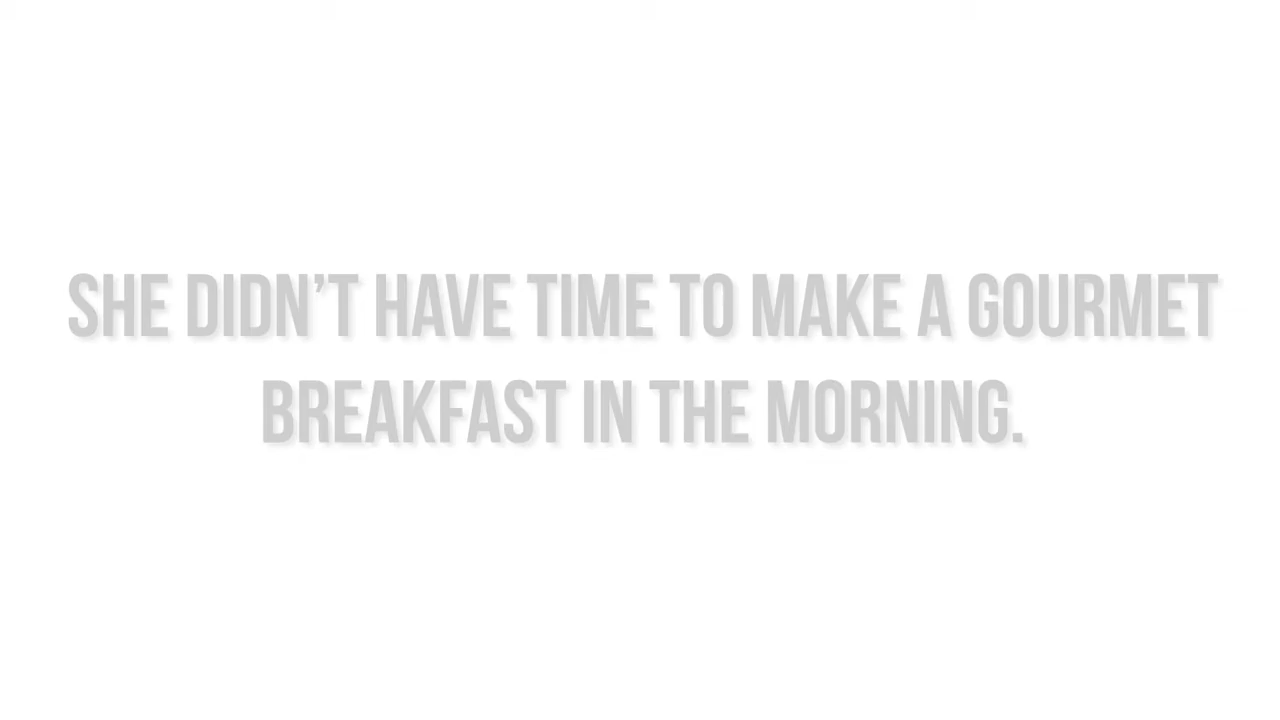 SHE DIDN’T HAVE TIME TO MAKE A GOURMET
BREAKFAST IN THE MORNING.